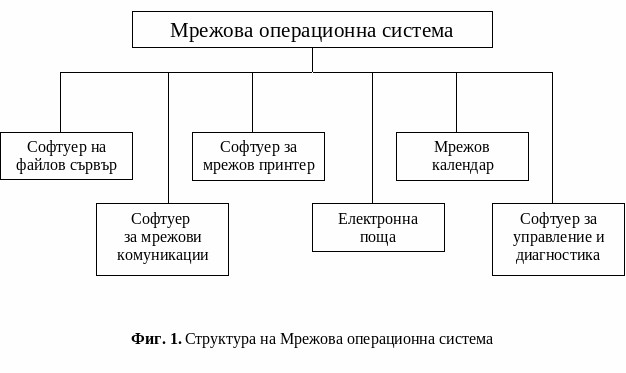 Мрежова операционна система
Софтуер на
файлов сървър
Софтуер за
мрежов принтер
Мрежов
календар
Софтуер
за мрежови
комуникации
Електронна
поща
Софтуер за
управление и
диагностика
Фиг. 1. Структура на Мрежова операционна система